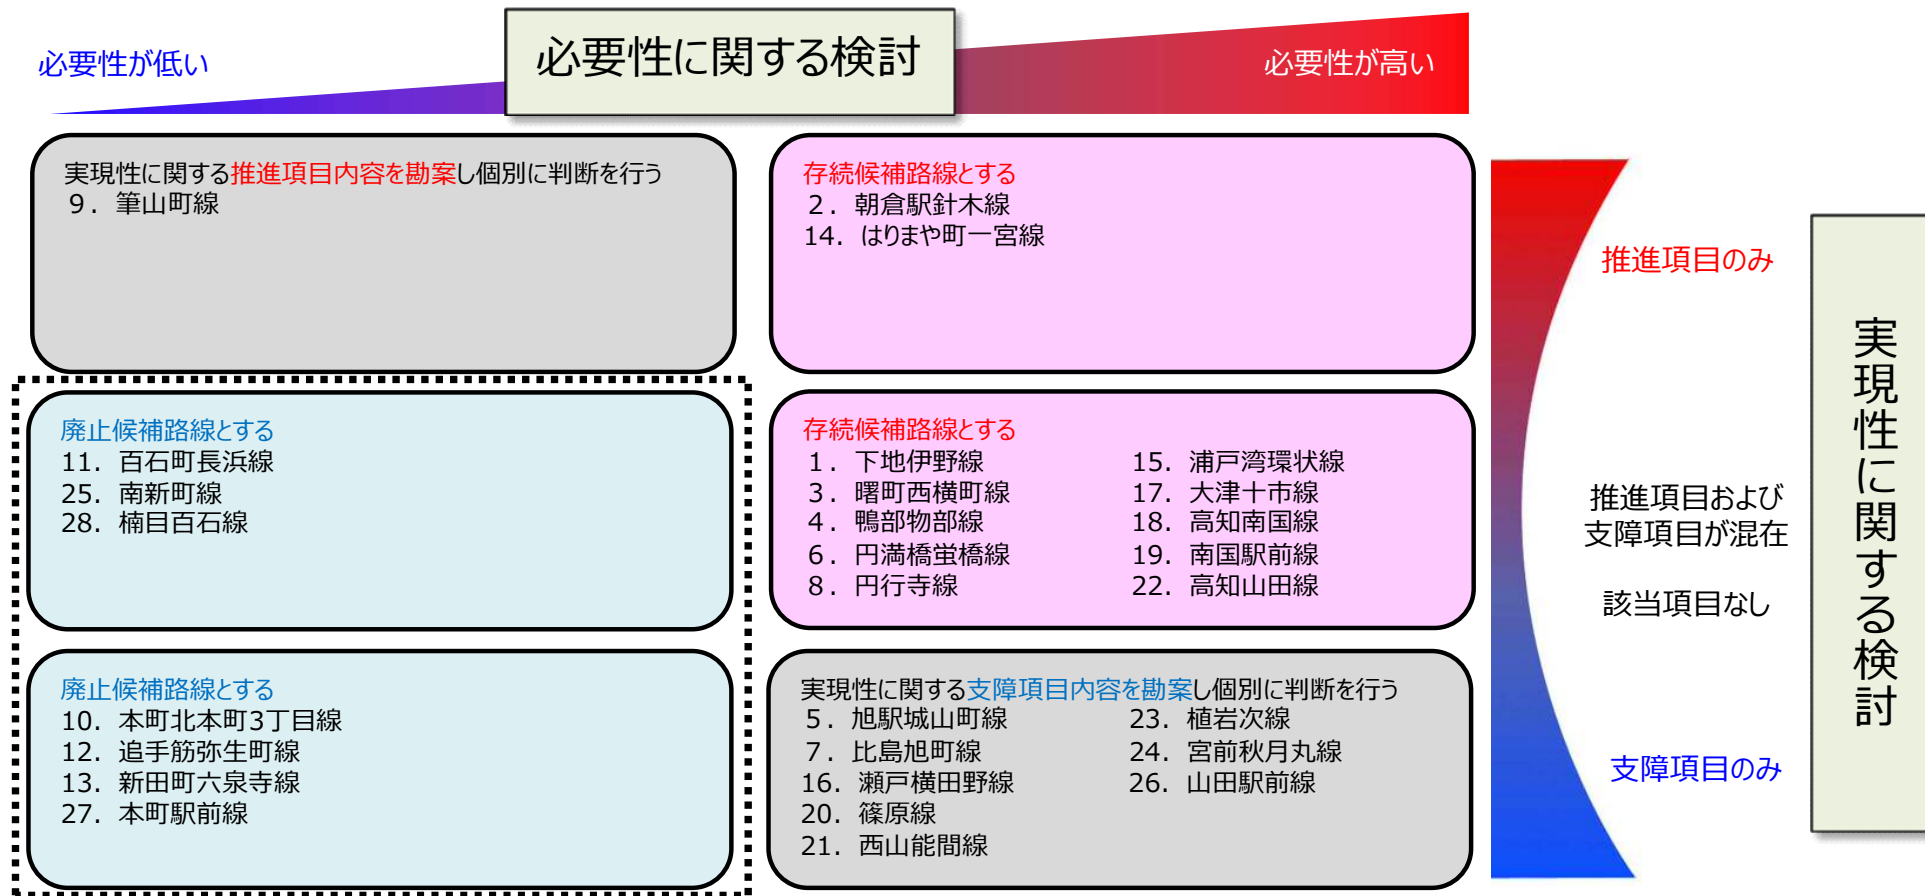 必要性が低い
必要性に関する検討
必要性が高い
実現性に関する推進項目内容を勘案し個別に判断を行う
9．筆山町線
存続候補路線とする
2．朝倉駅針木線
14．はりまや町一宮線
廃止候補路線とする
11．百石町長浜線
25．南新町線
28．楠目百石線
存続候補路線とする
1．下地伊野線
3．曙町西横町線
4．鴨部物部線
6．円満橋蛍橋線
8．円行寺線
15．浦戸湾環状線
17．大津十市線
18．高知南国線
19．南国駅前線
22．高知山田線
廃止候補路線とする
10．本町北本町3丁目線
12．追手筋弥生町線
13．新田町六泉寺線
27．本町駅前線
実現性に関する支障項目内容を勘案し個別に判断を行う
5．旭駅城山町線
7．比島旭町線
16．瀬戸横田野線
20．篠原線
21．西山能間線
23．植岩次線
24．宮前秋月丸線
26．山田駅前線
推進項目のみ
推進項目および
支障項目が混在
該当項目なし
支障項目のみ
実現性に関する検討